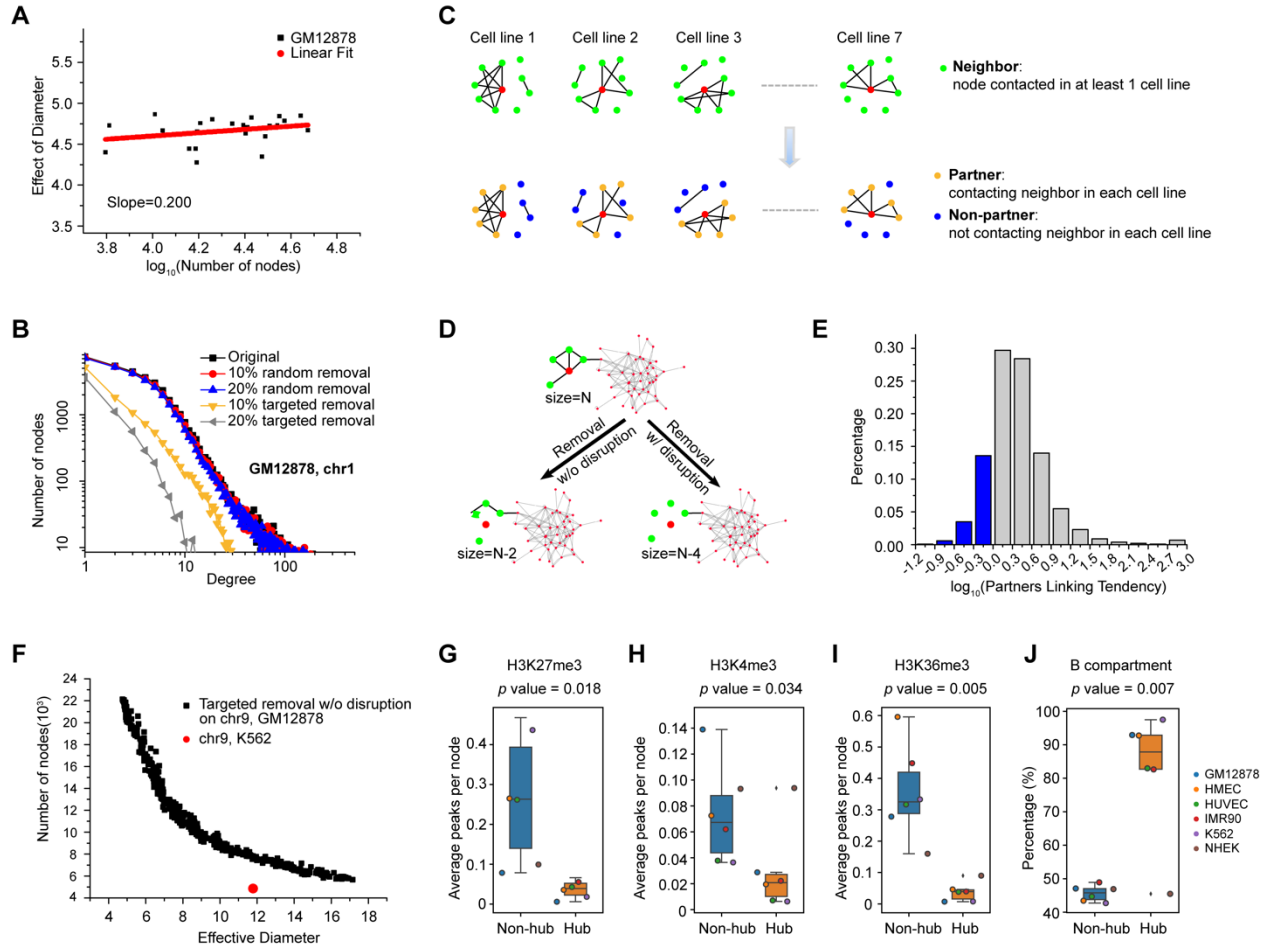 A
GM12878
Linear Fit
5.5
5.0
4.5
4.0
3.5
Effect of Diameter
Slope=0.200
3.8 4.0 4.2 4.4 4.6 4.8
log10(Number of nodes)
C
Cell line 1 Cell line 2 Cell line 3 Cell line 7
Neighbor:
node contacted in at least 1 cell line
Partner:
contacting neighbor in each cell line
Non-partner:
not contacting neighbor in each cell line
B
Original
10% random removal
20% random removal
10% targeted removal
20% targeted removal
GM12878, chr1
Number of nodes
1000
100
10
1 10 100
Degree
D
size=N
Removal
w/o disruption
Removal
w/ disruption
size=N-2
size=N-4
E
Percentage
0.30
0.25
0.20
0.15
0.10
0.05
0.00
-1.2 -0.9 -0.6 -0.3 0.0 0.3 0.6 0.9 1.2 1.5 1.8 2.1 2.4 2.7 3.0
log10(Partners Linking Tendency)
F
Number of nodes(10³)
24
22
20
18
16
14
12
10
8
6
4
Targeted removal w/o disruption
on chr9, GM12878
chr9, K562
4 6 8 10 12 14 16 18
Effective Diameter
G
H3K27me3
p value = 0.018
Average peaks per node
0.4
0.3
0.2
0.1
0
Non-hub Hub
H
H3K4me3
p value = 0.034
Average peaks per node
0.14
0.12
0.10
0.08
0.06
0.04
0.02
0
Non-hub Hub
I
H3K36me3
p value = 0.005
Average peaks per node
0.6
0.5
0.4
0.3
0.2
0.1
0
Non-hub Hub
J
B compartment
p value = 0.007
Percentage (%)
100
90
80
70
60
50
40
Non-hub Hub
GM12878
HMEC
HUVEC
IMR90
K562
NHEK